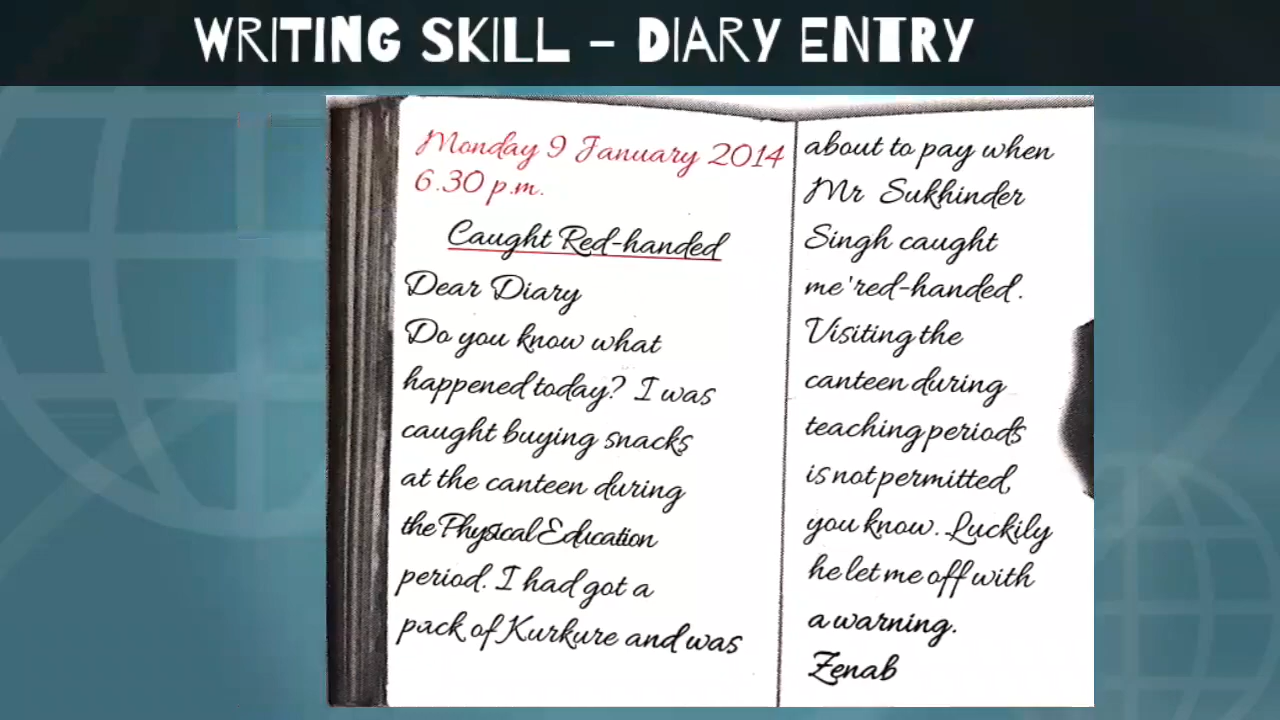 WRITING SKILL – DIARY ENTRY
Monday 9 January 2014
6.30 p.m.
Caught Red-handed
Dear Diary
Do you know what
happened today? I was
caught buying snacks
at the canteen during
the Physical Education
period. I had got a
pack of Kurkure and was
about to pay when
Mr Sukhinder
Singh caught
me 'red-handed.
Visiting the
canteen during
teaching periods
is not permitted,
you know. Luckily
he let me off with
a warning.
Zenab